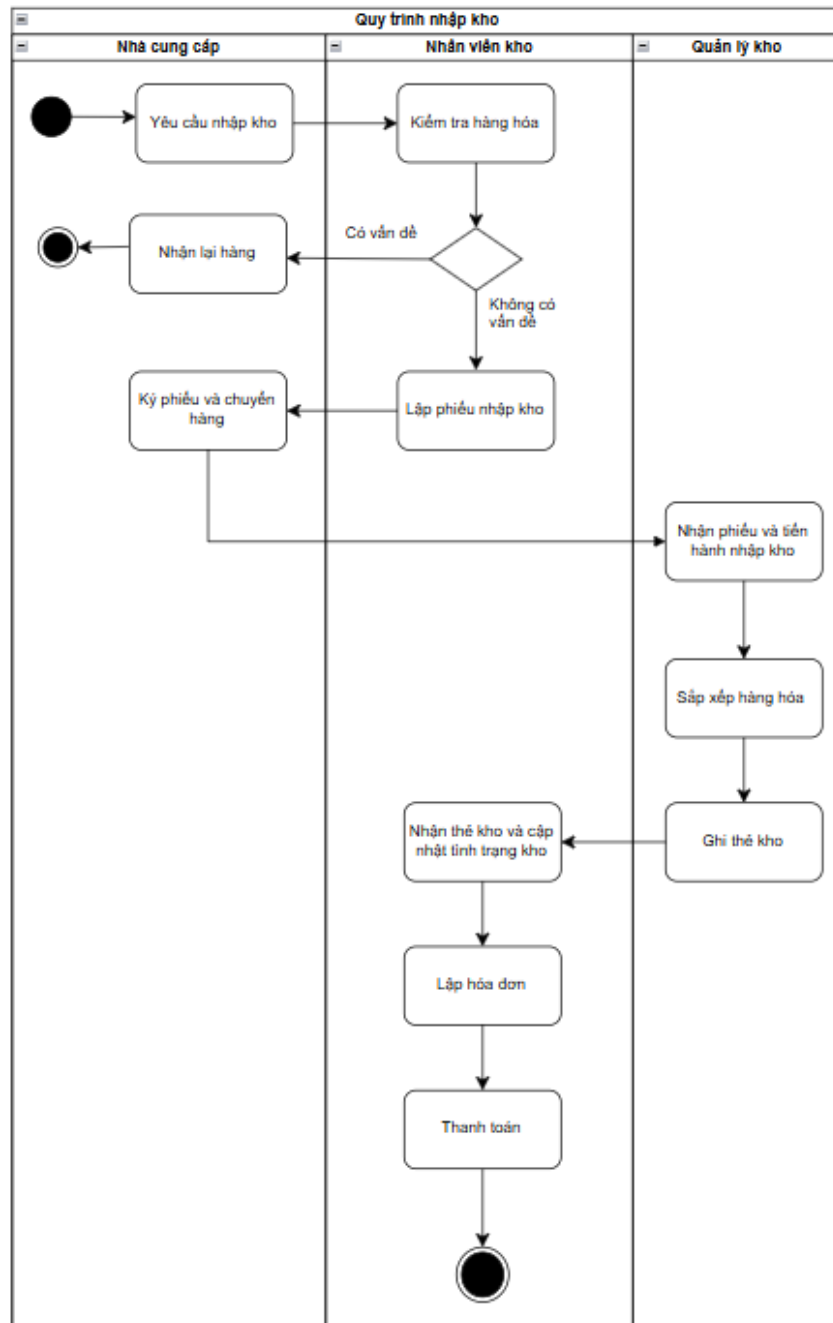 Quy trình nhập kho
Nhà cung cấp
Nhân viên kho
Quản lý kho
Yêu cầu nhập kho
Kiểm tra hàng hóa
Có vấn đề
Nhận lại hàng
Không có
vấn đề
Ký phiếu và chuyển
hàng
Lập phiếu nhập kho
Nhận phiếu và tiến
hành nhập kho
Sắp xếp hàng hóa
Nhận thẻ kho và cập
nhật tình trạng kho
Ghi thẻ kho
Lập hóa đơn
Thanh toán